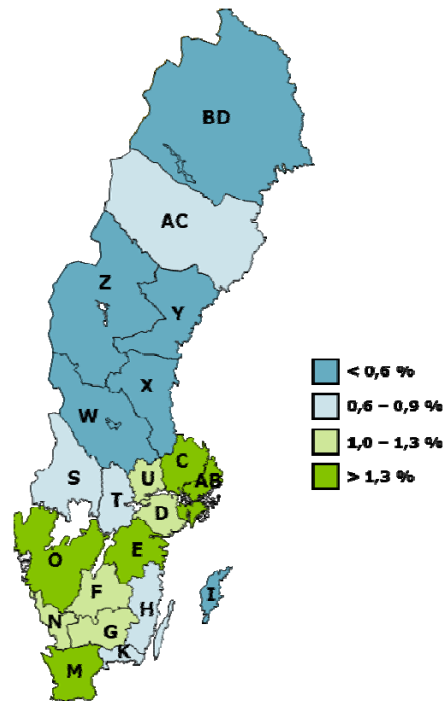 BD
AC
Z
Y
X
W
< 0,6 %
0,6 – 0,9 %
1,0 – 1,3 %
> 1,3 %
C
S
T
U
AB
D
E
O
F
I
H
N
G
K
M